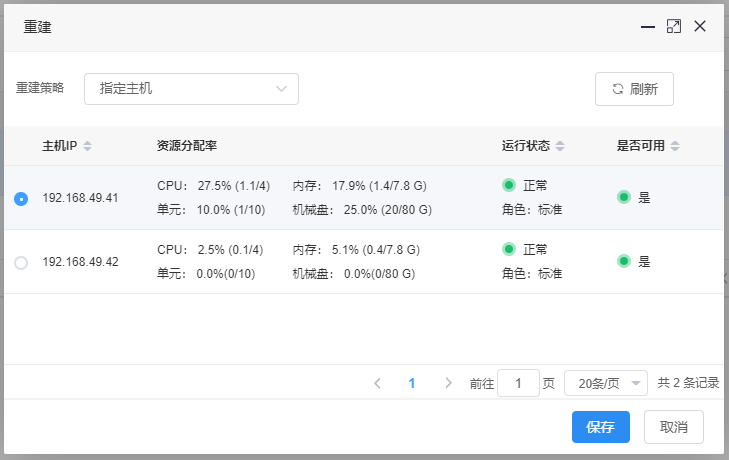 重建
重建策略 指定主机 刷新
主机IP 资源分配率 运行状态 是否可用
192.168.49.41 CPU： 27.5% (1.1/4) 内存： 17.9% (1.4/7.8 G) 正常 是
单元： 10.0% (1/10) 机械盘： 25.0% (20/80 G) 角色：标准
192.168.49.42 CPU： 2.5% (0.1/4) 内存： 5.1% (0.4/7.8 G) 正常 是
单元： 0.0%(0/10) 机械盘： 0.0%(0/80 G) 角色：标准
1 前往 1 页 20条/页 共 2 条记录
保存 取消